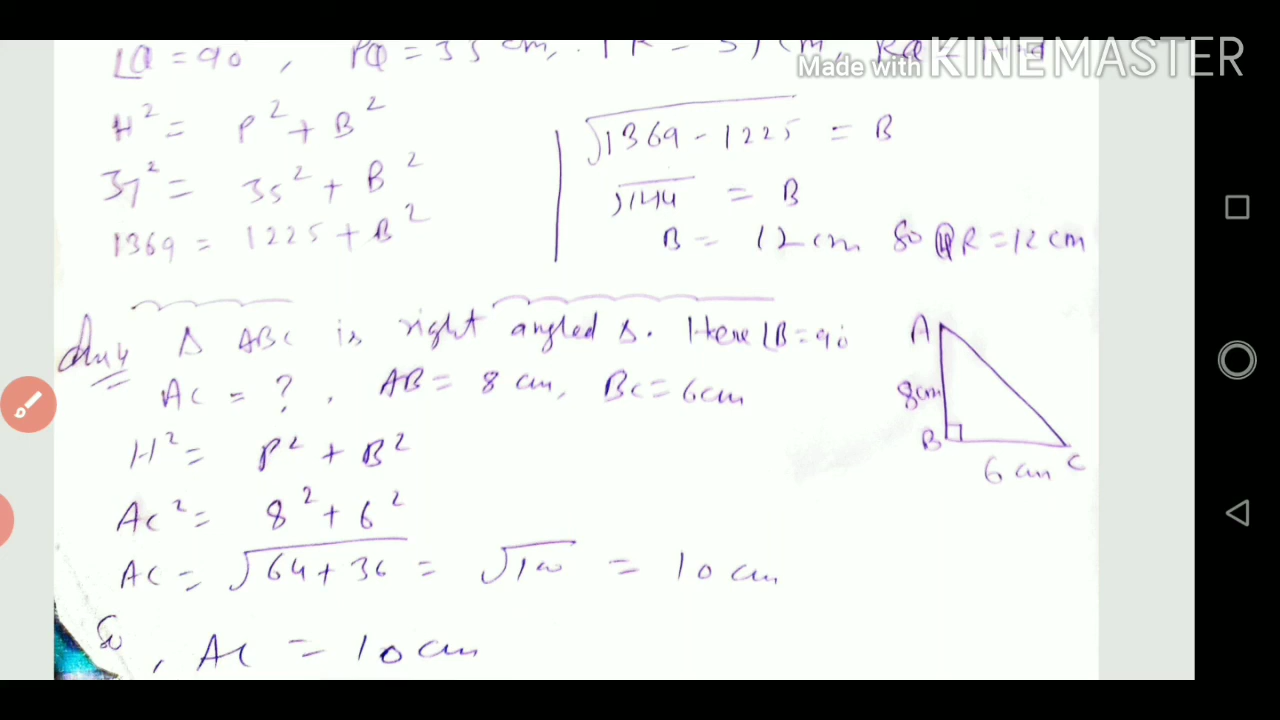 ∠Q = 90°, PQ = 35 cm, PR = 37 cm, RQ =
Made with KINEMASTER
H² = P² + B²
37² = 35² + B²
1369 = 1225 + B²
√1369 - 1225 = B
√144 = B
B = 12 cm So QR = 12 cm
Ans 4 Δ ABC is right angled Δ. Here ∠B = 90°
AC = ? , AB = 8 cm, BC = 6cm
H² = P² + B²
AC² = 8² + 6²
AC = √64 + 36 = √100 = 10 cm
So, AC = 10 cm
A
8cm
B
6 cm C